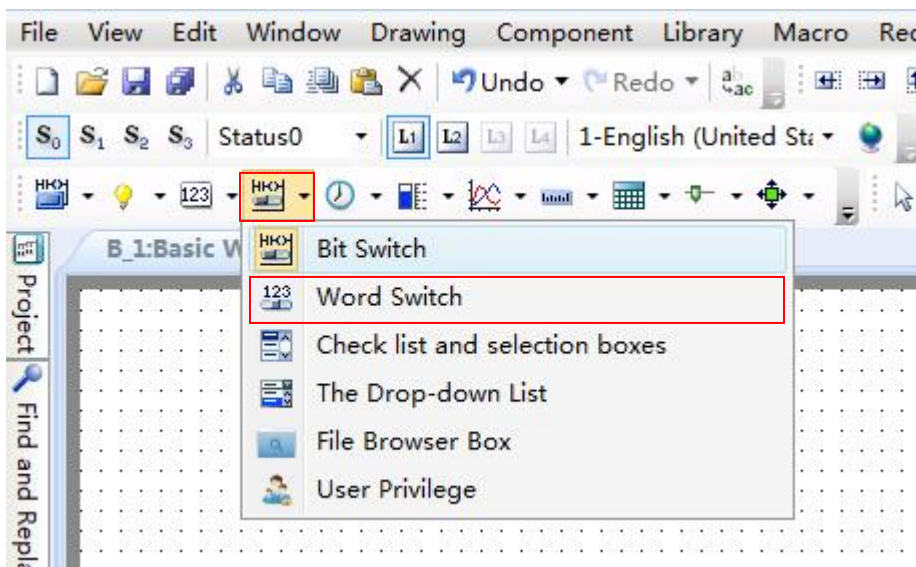 File View Edit Window Drawing Component Library Macro
Undo Redo
S0 S1 S2 S3 Status0 L1 L2 L3 L4 1-English (United Sta
123
B_1:Basic W
Bit Switch
123 Word Switch
Check list and selection boxes
The Drop-down List
File Browser Box
User Privilege
Project
Find and Repla